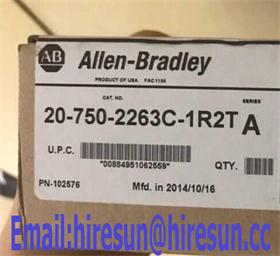 AB Allen-Bradley
PRODUCT OF USA FAC 1186
CAT. NO. SERIES
20-750-2263C-1R2T A
U.P.C. *00884951062559* QTY.
PN-102576 Mfd. in 2014/10/16
Email:hiresun@hiresun.cc